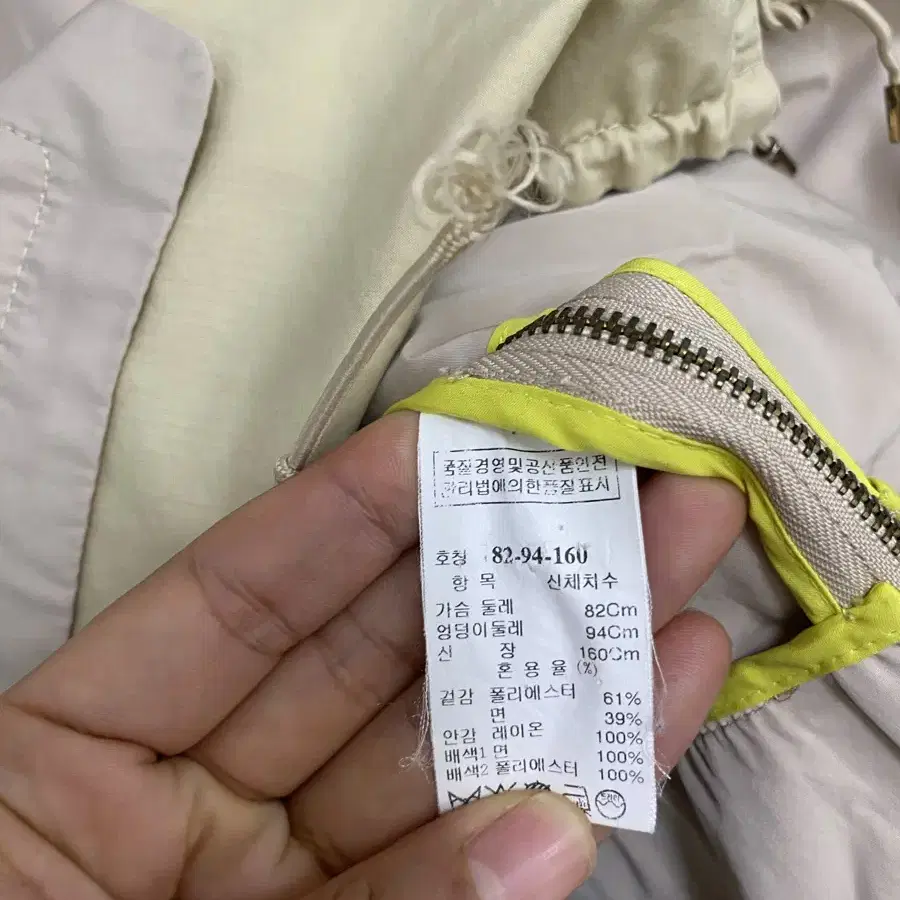 품질경영및공산품안전
관리법에의한품질표시
호칭 82-94-160
항 목 신체치수
가슴 둘레 82Cm
엉덩이둘레 94Cm
신 장 160Cm
혼 용 율 (%)
겉감 폴리에스터 61%
면 39%
안감 레이온 100%
배색1 면 100%
배색2 폴리에스터 100%